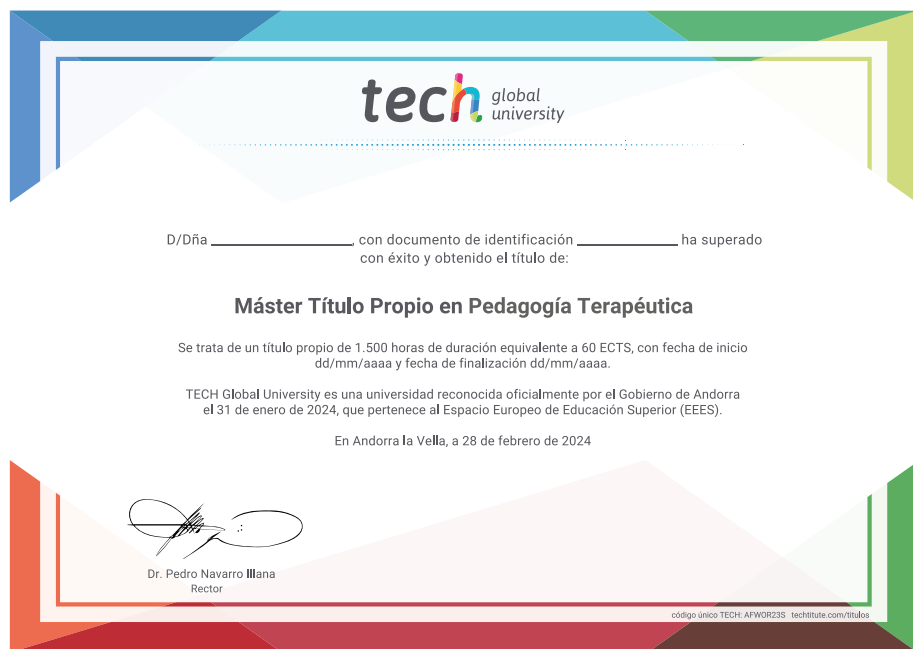 tech global university
D/Dña ______________, con documento de identificación __________ ha superado
con éxito y obtenido el título de:
Máster Título Propio en Pedagogía Terapéutica
Se trata de un título propio de 1.500 horas de duración equivalente a 60 ECTS, con fecha de inicio
dd/mm/aaaa y fecha de finalización dd/mm/aaaa.
TECH Global University es una universidad reconocida oficialmente por el Gobierno de Andorra
el 31 de enero de 2024, que pertenece al Espacio Europeo de Educación Superior (EEES).
En Andorra la Vella, a 28 de febrero de 2024
Dr. Pedro Navarro Illana
Rector
código único TECH: AFWOR23S techtitute.com/titulos